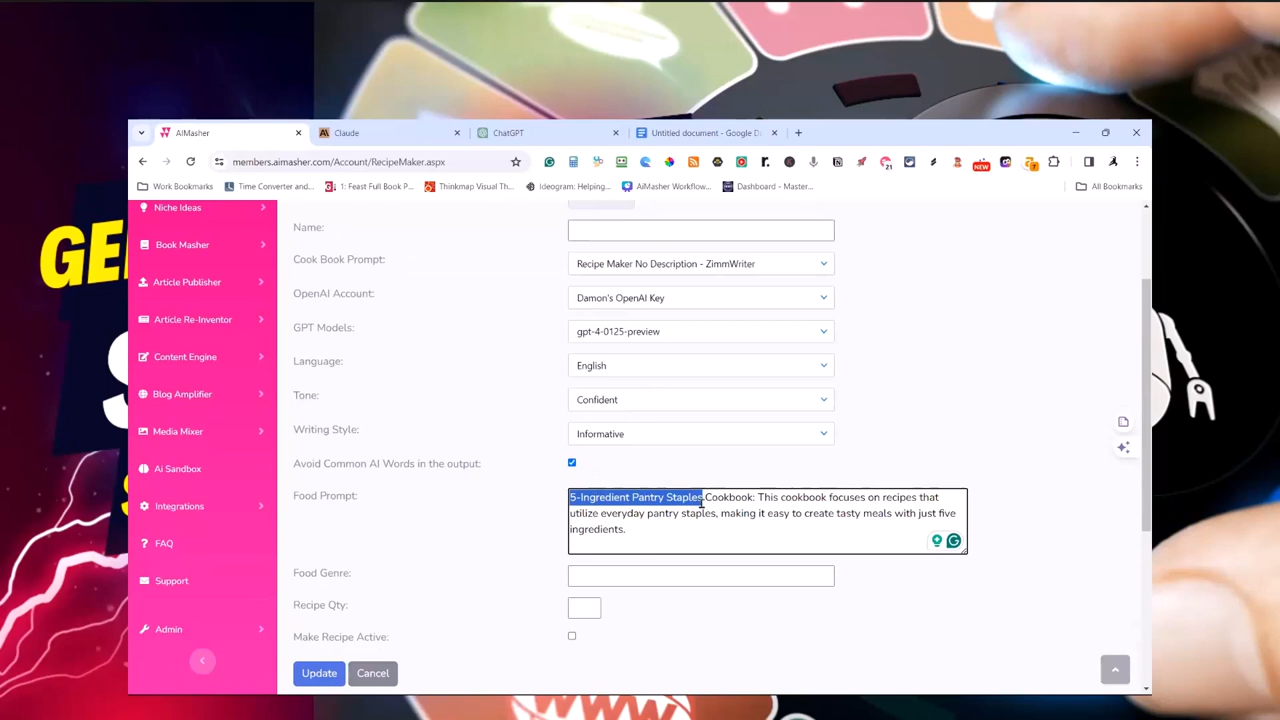 GE
S
AIMasher
Claude
ChatGPT
Untitled document - Google D
members.aimasher.com/Account/RecipeMaker.aspx
21
NEW
7
Work Bookmarks
Time Converter and...
1: Feast Full Book P...
Thinkmap Visual Th...
Ideogram: Helping...
AiMasher Workflow...
Dashboard - Master...
All Bookmarks
Niche Ideas
Book Masher
Article Publisher
Article Re-Inventor
Content Engine
Blog Amplifier
Media Mixer
Ai Sandbox
Integrations
FAQ
Support
Admin
Name:
Cook Book Prompt:
Recipe Maker No Description - ZimmWriter
OpenAI Account:
Damon's OpenAI Key
GPT Models:
gpt-4-0125-preview
Language:
English
Tone:
Confident
Writing Style:
Informative
Avoid Common AI Words in the output:
Food Prompt:
5-Ingredient Pantry Staples Cookbook: This cookbook focuses on recipes that
utilize everyday pantry staples, making it easy to create tasty meals with just five
ingredients.
Food Genre:
Recipe Qty:
Make Recipe Active:
Update
Cancel
WWW